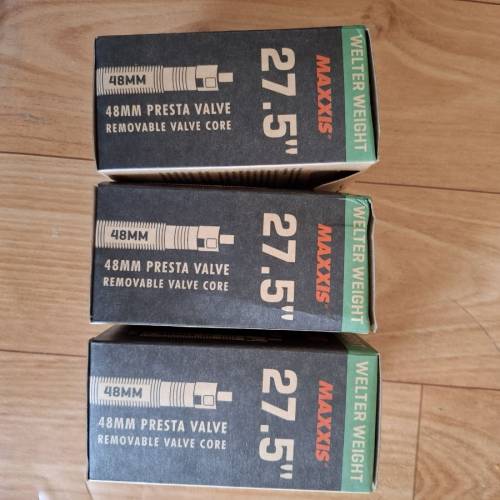 48MM
48MM PRESTA VALVE
REMOVABLE VALVE CORE
27.5"
MAXXIS
WELTER WEIGHT
48MM
48MM PRESTA VALVE
REMOVABLE VALVE CORE
27.5"
MAXXIS
WELTER WEIGHT
48MM
48MM PRESTA VALVE
REMOVABLE VALVE CORE
27.5"
MAXXIS
WELTER WEIGHT